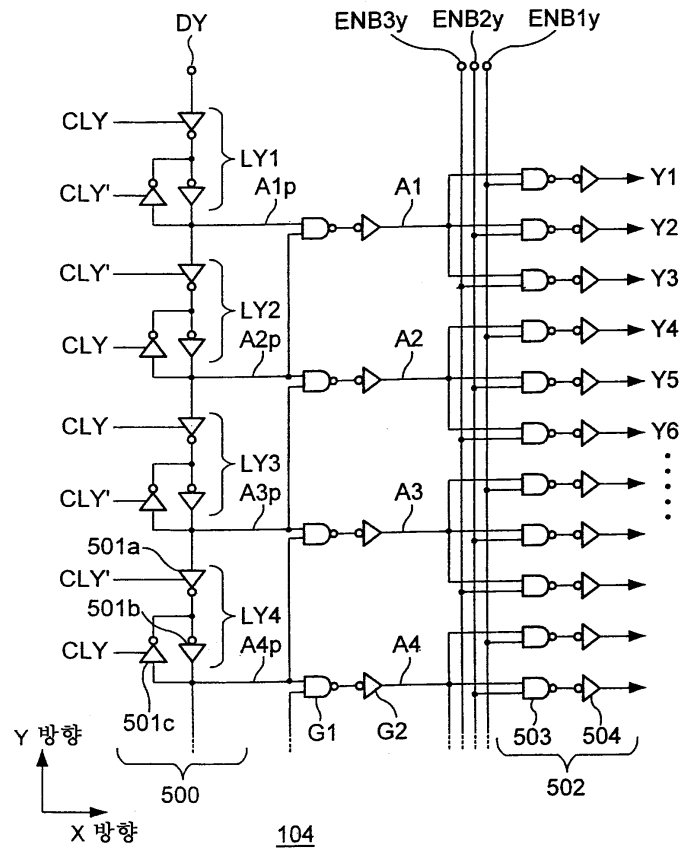 DY
ENB3y ENB2y ENB1y
CLY
LY1
CLY'
A1p
A1
Y1
Y2
CLY'
LY2
Y3
CLY
A2p
A2
Y4
Y5
CLY
LY3
Y6
CLY'
A3p
A3
501a
CLY'
501b
LY4
CLY
A4p
A4
501c
G1
G2
503
504
Y 방향
500
502
X 방향
104